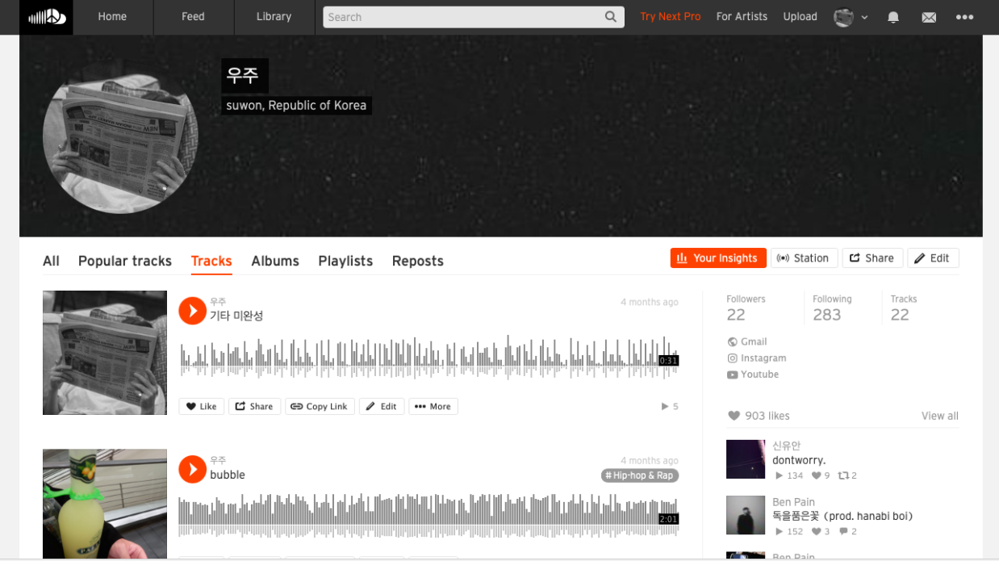 Home
Feed
Library
Search
Try Next Pro
For Artists
Upload
우주
suwon, Republic of Korea
All
Popular tracks
Tracks
Albums
Playlists
Reposts
Your Insights
Station
Share
Edit
우주
4 months ago
기타 미완성
0:31
Like
Share
Copy Link
Edit
More
5
우주
4 months ago
bubble
# Hip-hop & Rap
2:01
Followers
22
Following
283
Tracks
22
Gmail
Instagram
Youtube
903 likes
View all
신유안
dontworry.
134
9
2
Ben Pain
독을품은꽃 (prod. hanabi boi)
152
3
2
Ben Pain